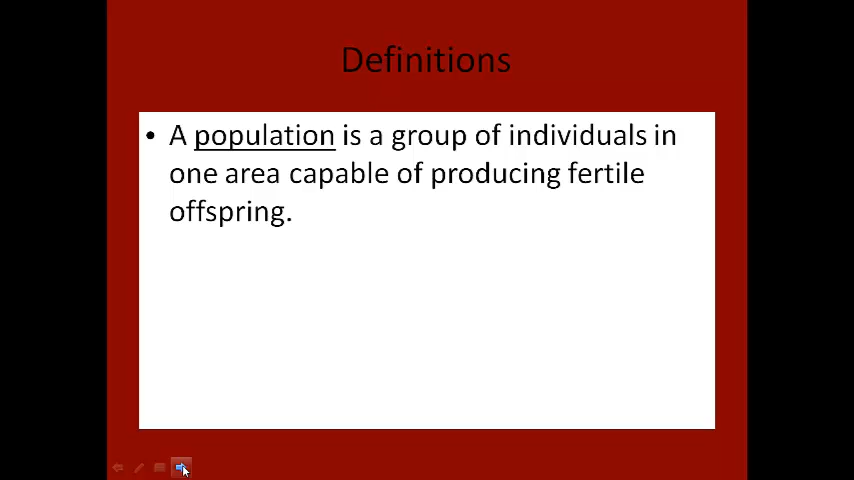 Definitions
• A population is a group of individuals in
one area capable of producing fertile
offspring.